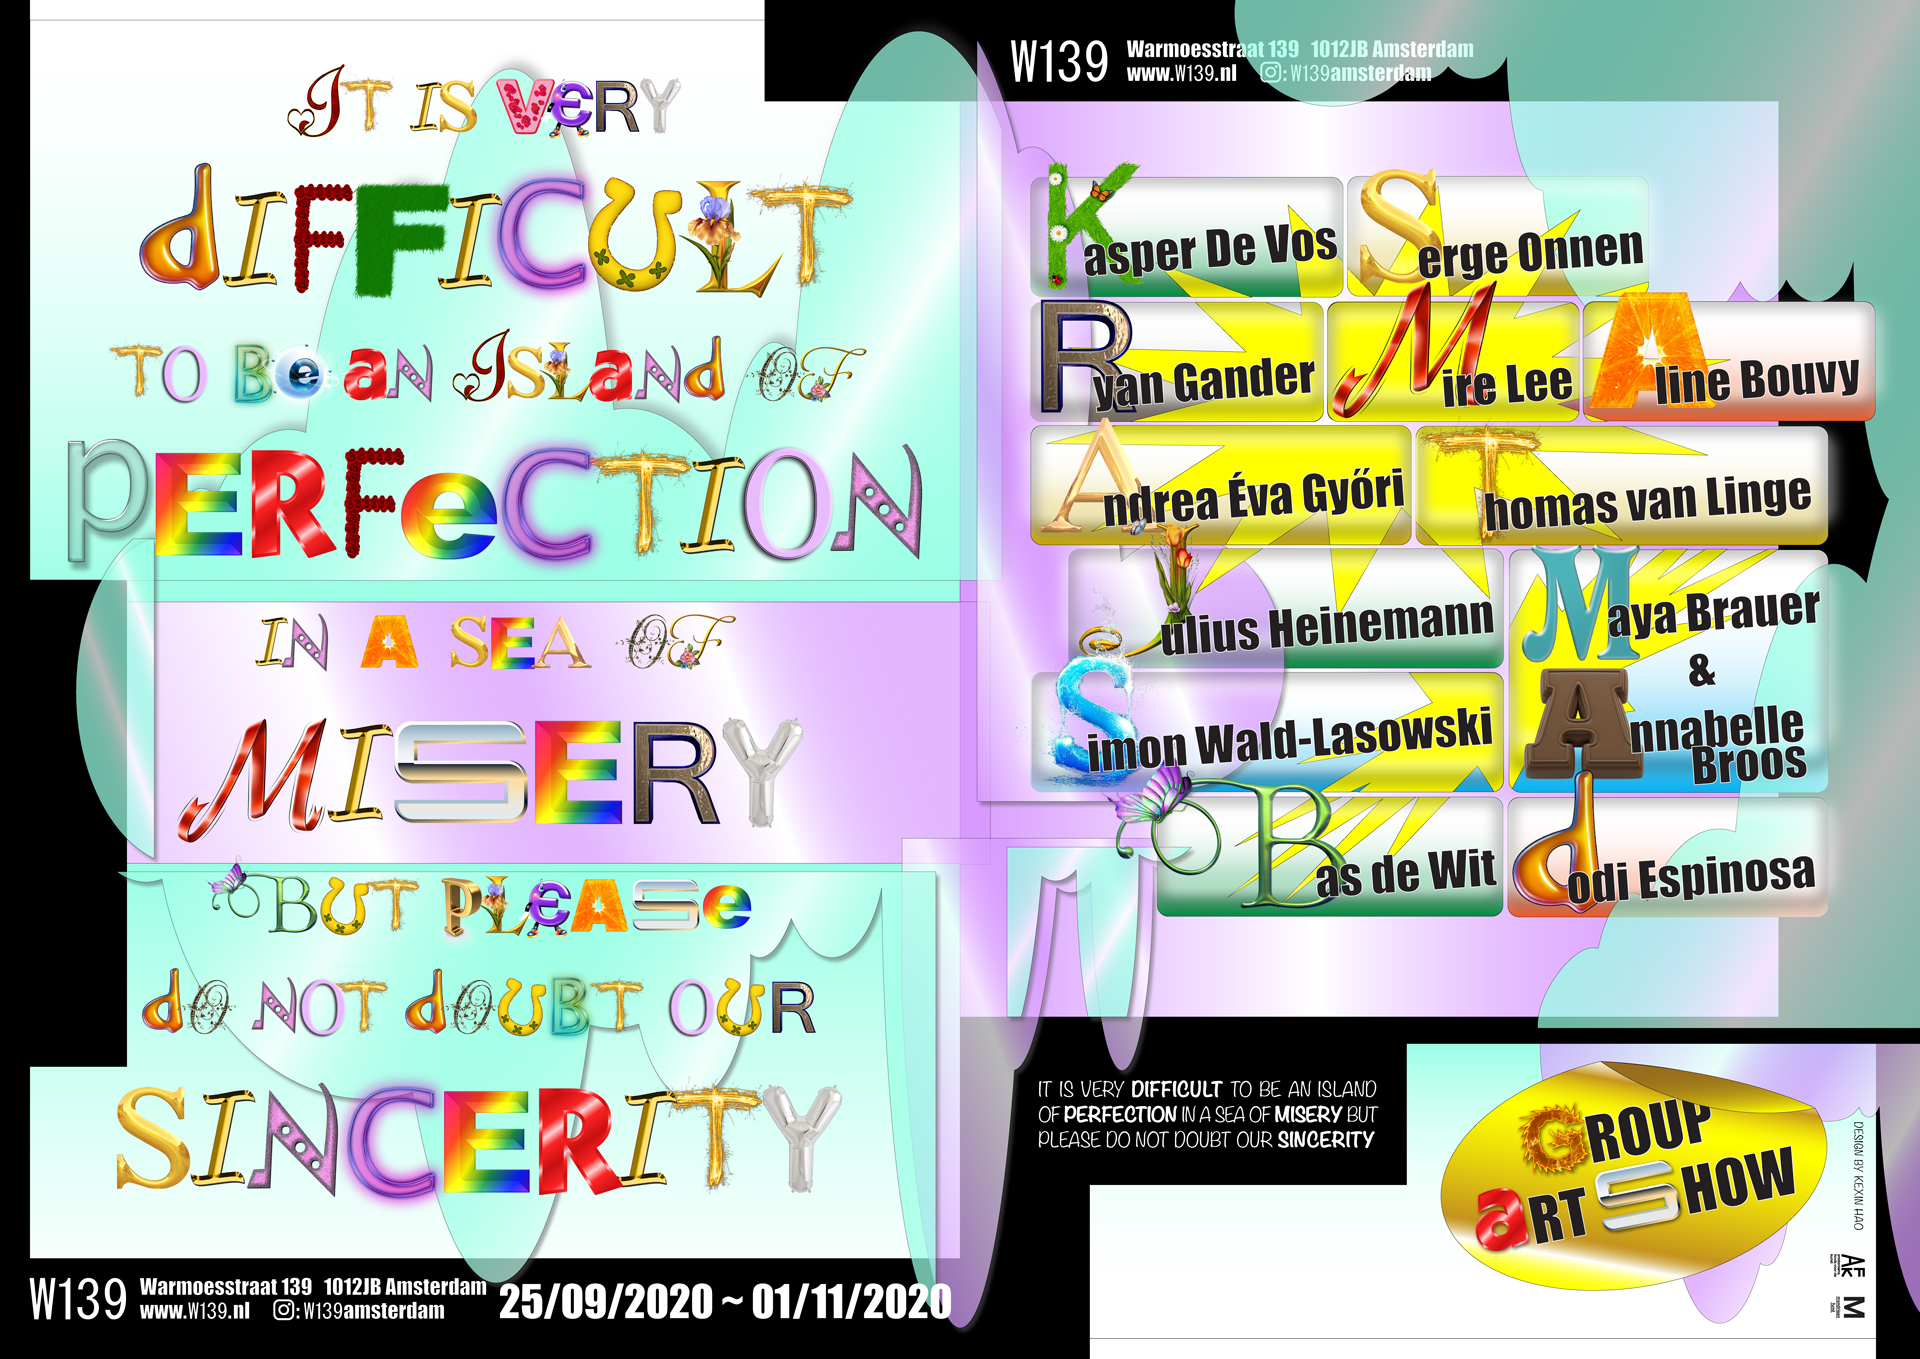 IT IS VERY
dIFFICULT
TO Be aN ISLaNd OF
pERFeCTION
IN A SEA OF
MISERY
BUT PLEASe
dO NOT dOUBT OUR
SINCERITY
W139 Warmoesstraat 139 1012JB Amsterdam
www.W139.nl : W139amsterdam
25/09/2020 ~ 01/11/2020
W139 Warmoesstraat 139 1012JB Amsterdam
www.W139.nl : W139amsterdam
Kasper De Vos
Serge Onnen
Ryan Gander
Mire Lee
Aline Bouvy
Andrea Éva Győri
Thomas van Linge
Julius Heinemann
Maya Brauer
&
Annabelle
Broos
Simon Wald-Lasowski
Bas de Wit
dodi Espinosa
IT IS VERY DIFFICULT TO BE AN ISLAND
OF PERFECTION IN A SEA OF MISERY BUT
PLEASE DO NOT DOUBT OUR SINCERITY
GROUP
aRT SHOW
DESIGN BY KEXIN HAO
AFK
M